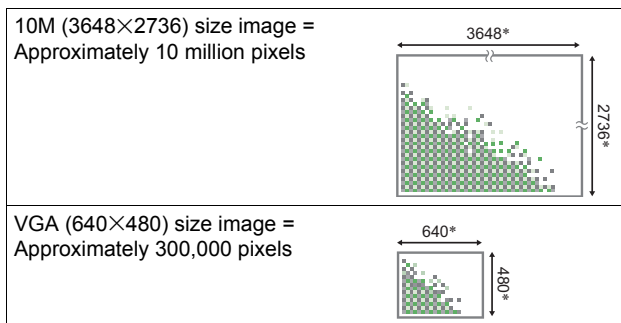 10M (3648×2736) size image =
Approximately 10 million pixels
3648*
2736*
VGA (640×480) size image =
Approximately 300,000 pixels
640*
480*